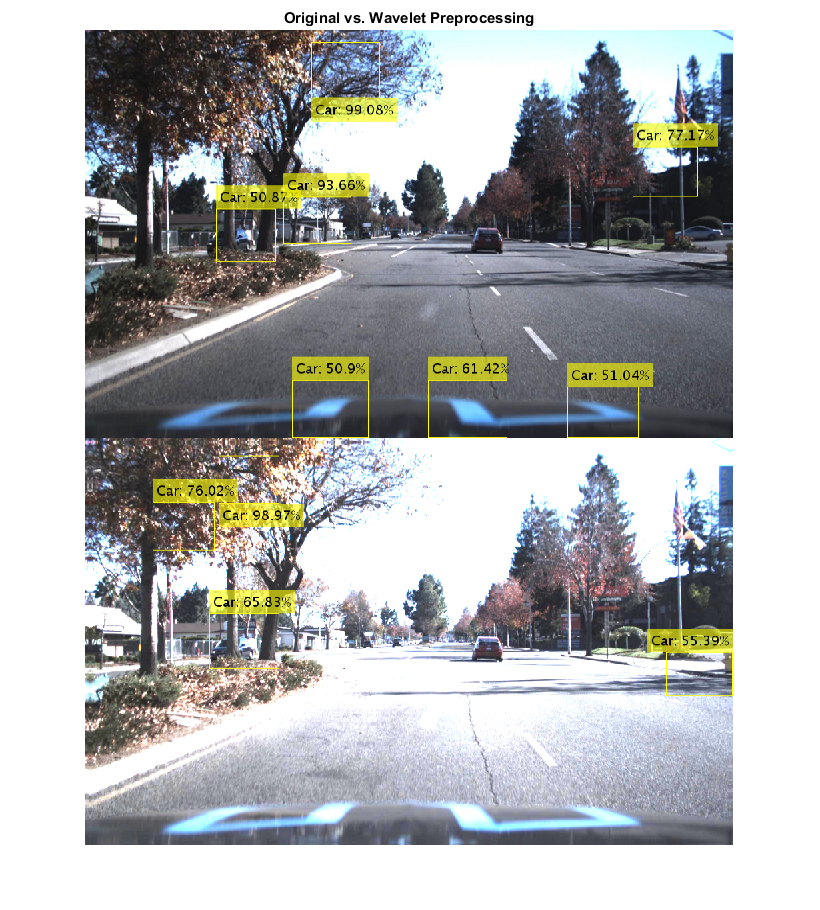 Original vs. Wavelet Preprocessing
Car: 99.08%
Car: 77.17%
Car: 93.66%
Car: 50.87%
Car: 50.9%
Car: 61.42%
Car: 51.04%
Car: 76.02%
Car: 98.97%
Car: 65.83%
Car: 55.39%